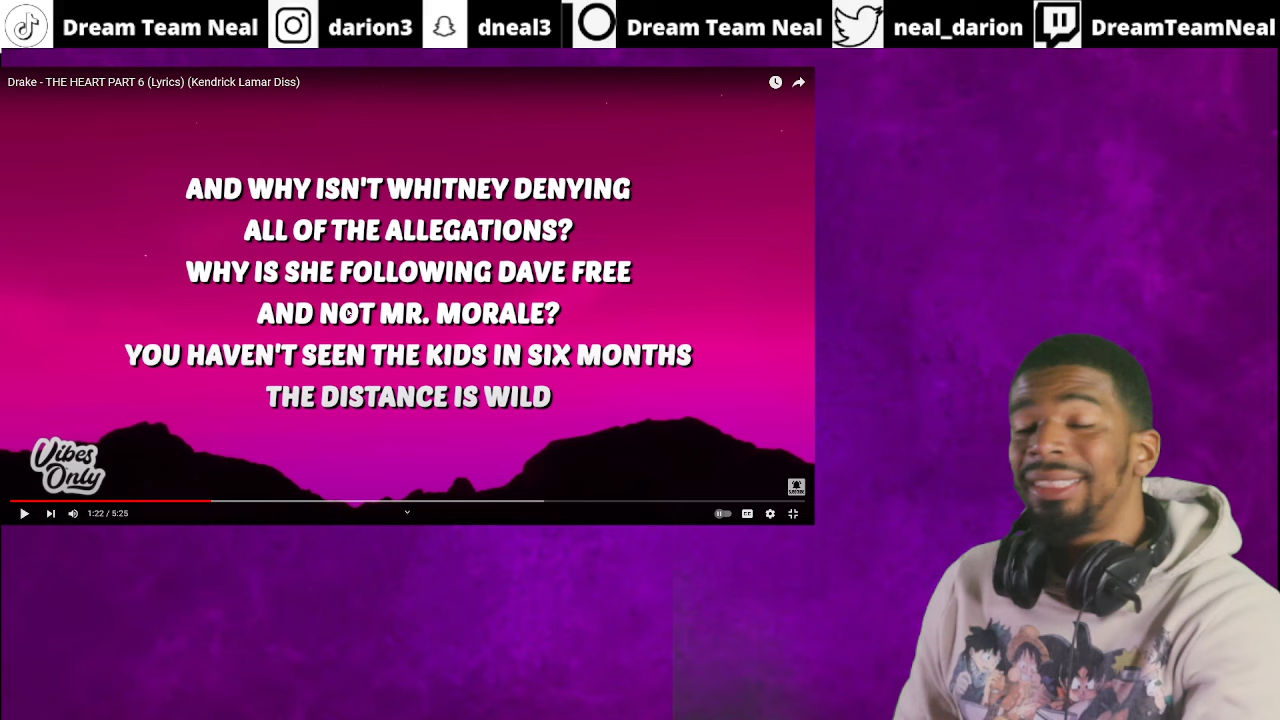 Dream Team Neal
darion3
dneal3
Dream Team Neal
neal_darion
DreamTeamNeal
Drake - THE HEART PART 6 (Lyrics) (Kendrick Lamar Diss)
AND WHY ISN'T WHITNEY DENYING
ALL OF THE ALLEGATIONS?
WHY IS SHE FOLLOWING DAVE FREE
AND NOT MR. MORALE?
YOU HAVEN'T SEEN THE KIDS IN SIX MONTHS
THE DISTANCE IS WILD
Vibes
Only
1:22 / 5:25